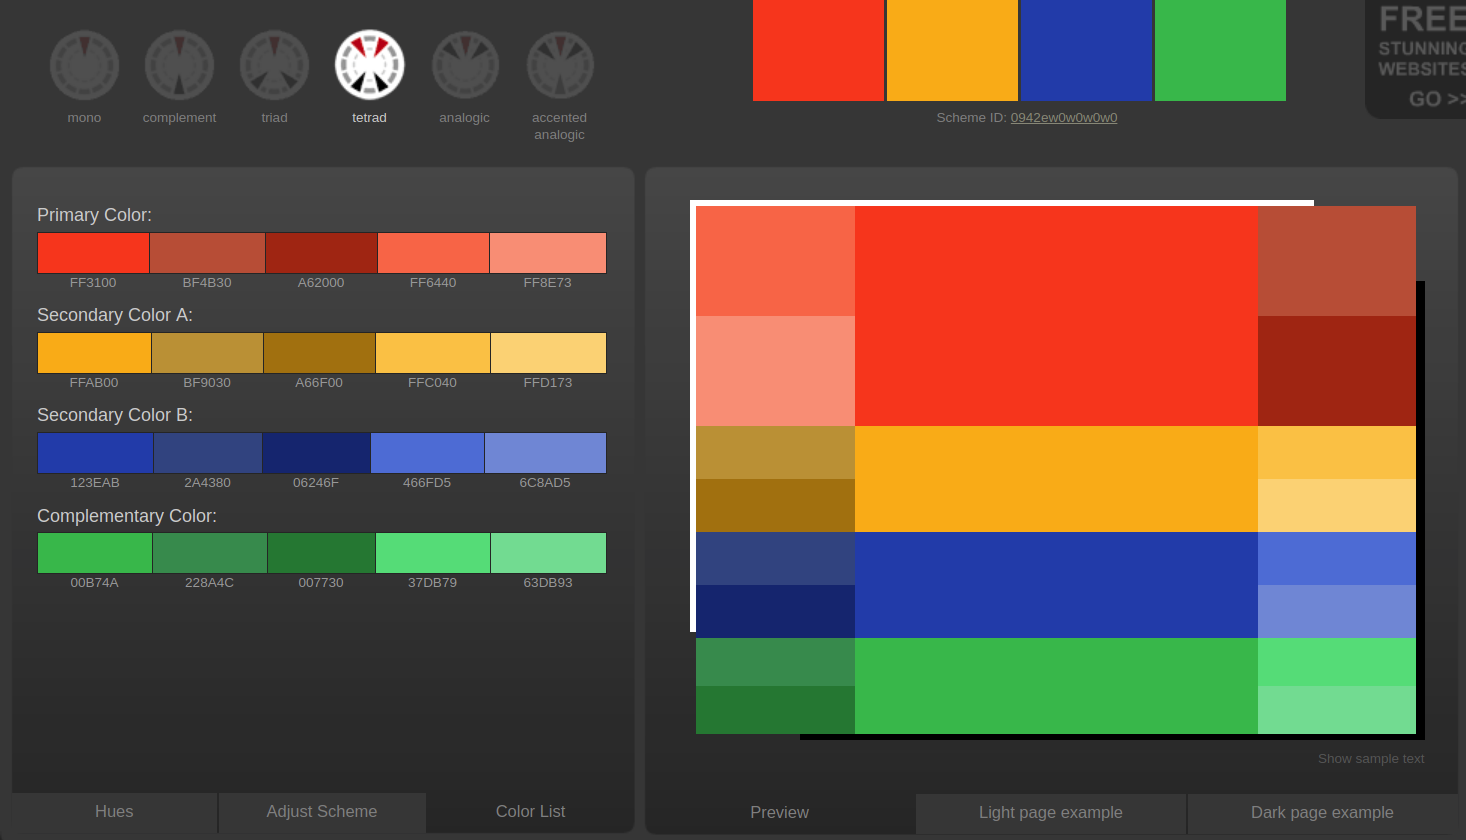 FREE
STUNNING
WEBSITES
GO >>
mono
complement
triad
tetrad
analogic
accented
analogic
Scheme ID: 0942ew0w0w0w0
Primary Color:
FF3100
BF4B30
A62000
FF6440
FF8E73
Secondary Color A:
FFAB00
BF9030
A66F00
FFC040
FFD173
Secondary Color B:
123EAB
2A4380
06246F
466FD5
6C8AD5
Complementary Color:
00B74A
228A4C
007730
37DB79
63DB93
Show sample text
Hues
Adjust Scheme
Color List
Preview
Light page example
Dark page example